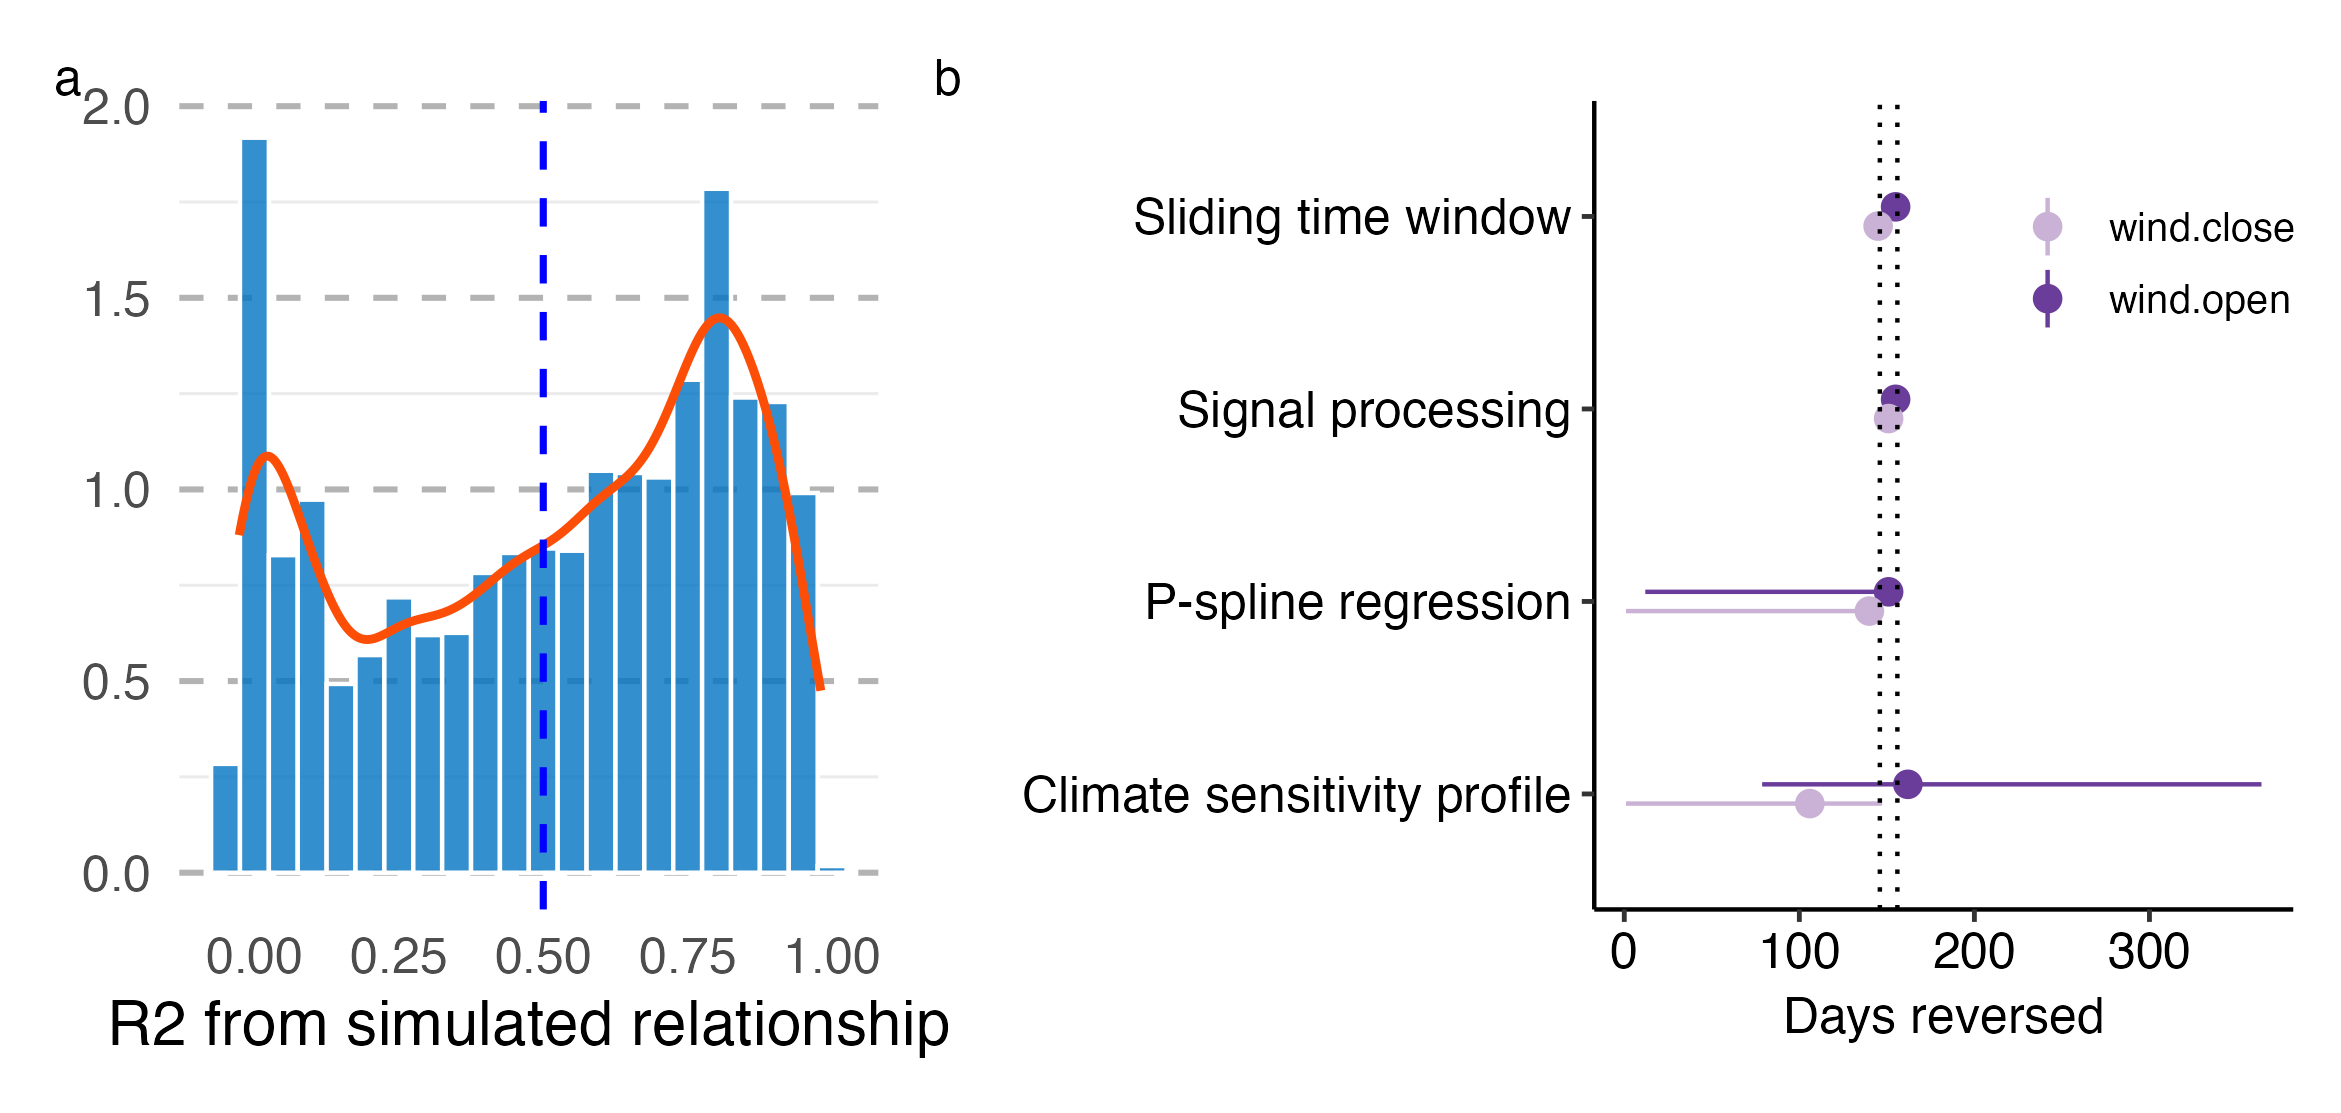 a
2.0
1.5
1.0
0.5
0.0
0.00 0.25 0.50 0.75 1.00
R2 from simulated relationship
b
Sliding time window
Signal processing
P-spline regression
Climate sensitivity profile
wind.close
wind.open
0 100 200 300
Days reversed